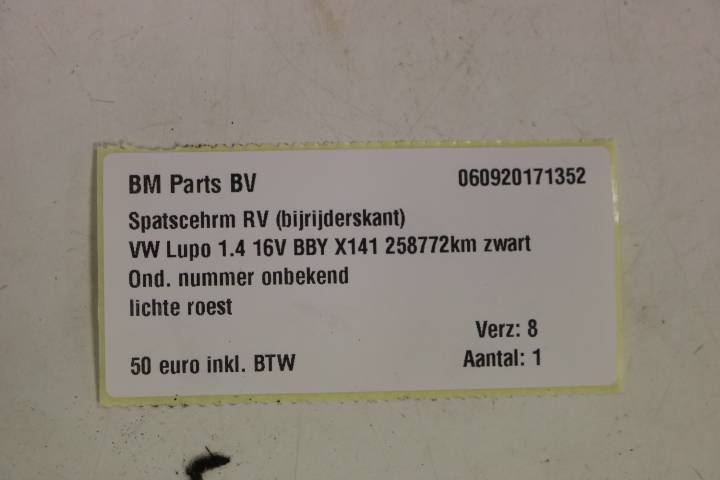 BM Parts BV 060920171352
Spatscehrm RV (bijrijderskant)
VW Lupo 1.4 16V BBY X141 258772km zwart
Ond. nummer onbekend
lichte roest
Verz: 8
50 euro inkl. BTW Aantal: 1